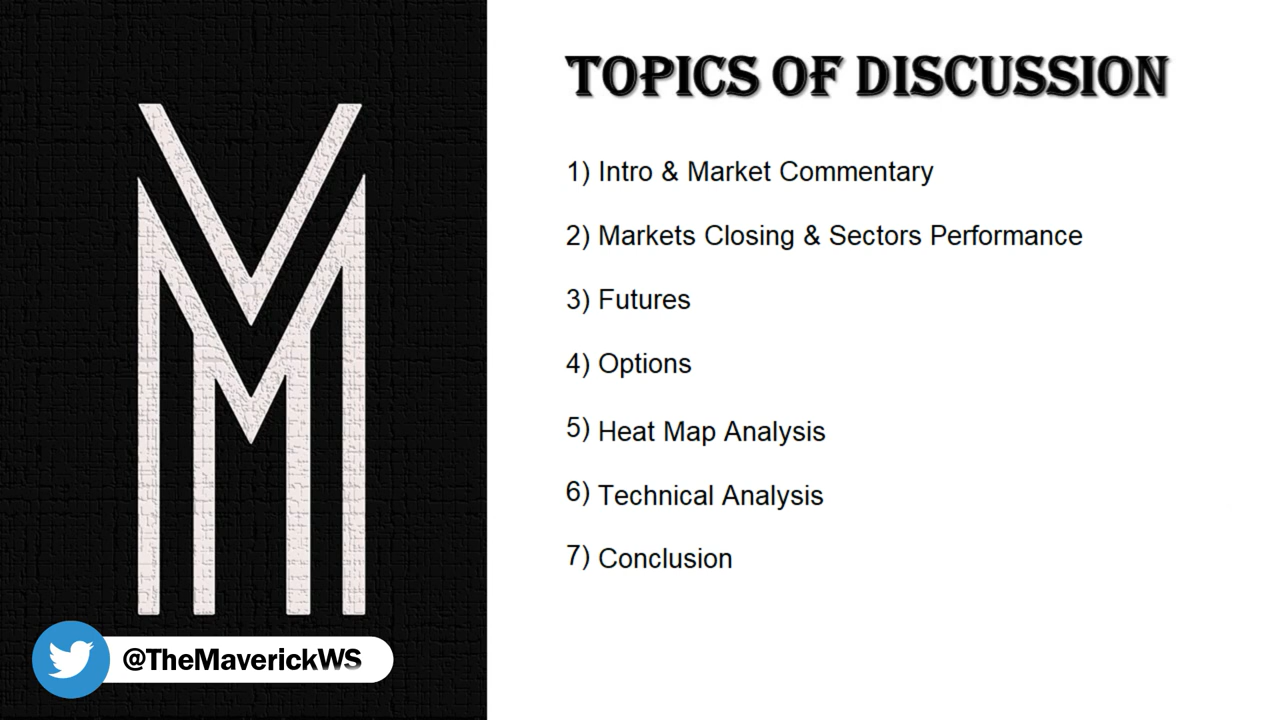 TOPICS OF DISCUSSION
1) Intro & Market Commentary
2) Markets Closing & Sectors Performance
3) Futures
4) Options
5) Heat Map Analysis
6) Technical Analysis
7) Conclusion
@TheMaverickWS